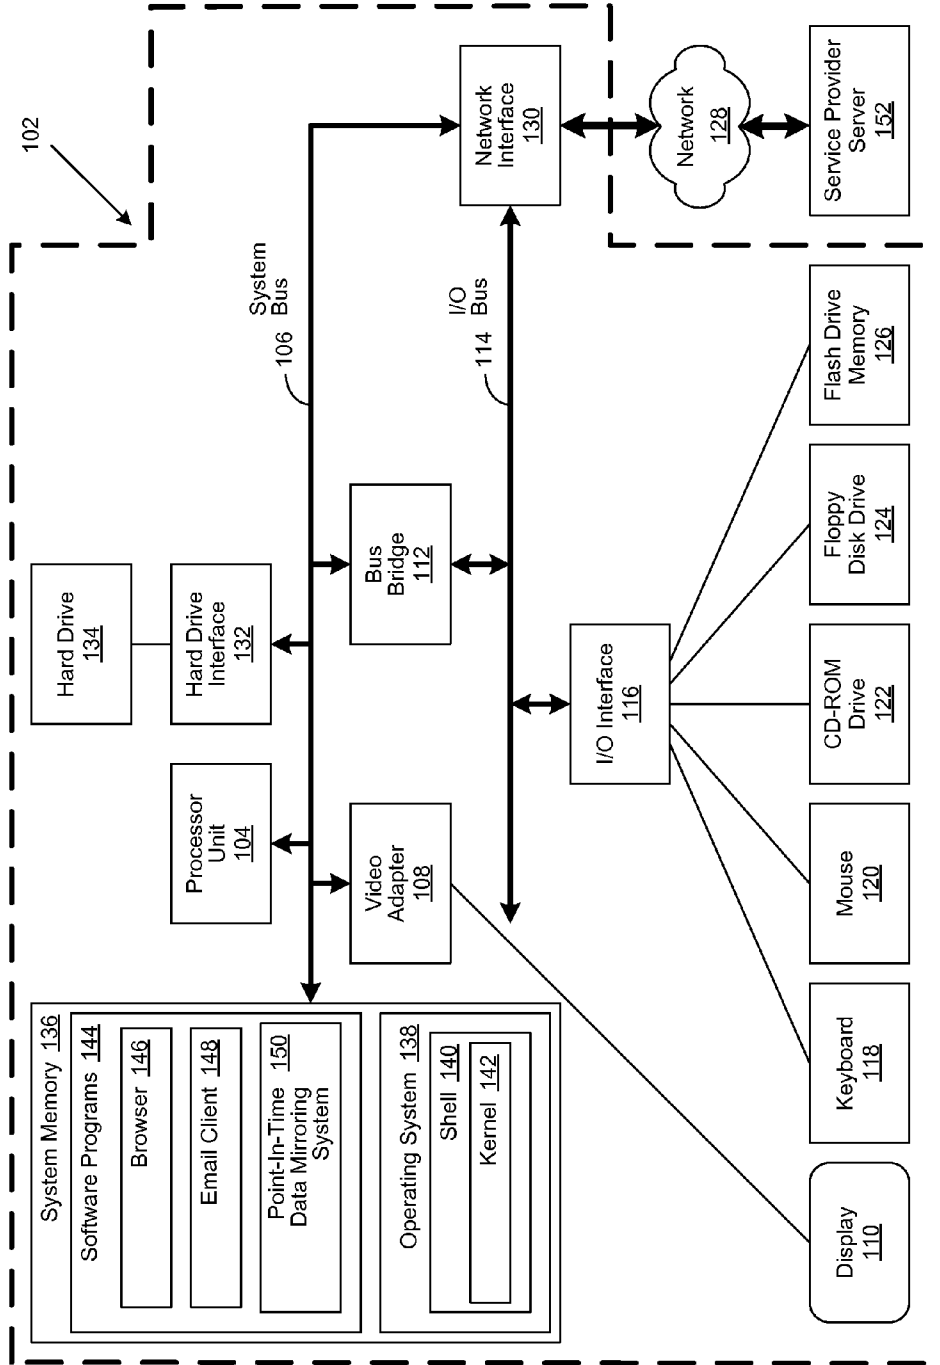 102
System Memory 136
Software Programs 144
Browser 146
Email Client 148
Point-In-Time 150
Data Mirroring
System
Operating System 138
Shell 140
Kernel 142
Processor
Unit
104
Hard Drive
134
Hard Drive
Interface
132
System
Bus
106
Video
Adapter
108
Bus
Bridge
112
I/O
Bus
114
Network
Interface
130
Network
128
Service Provider
Server
152
I/O Interface
116
Display
110
Keyboard
118
Mouse
120
CD-ROM
Drive
122
Floppy
Disk Drive
124
Flash Drive
Memory
126